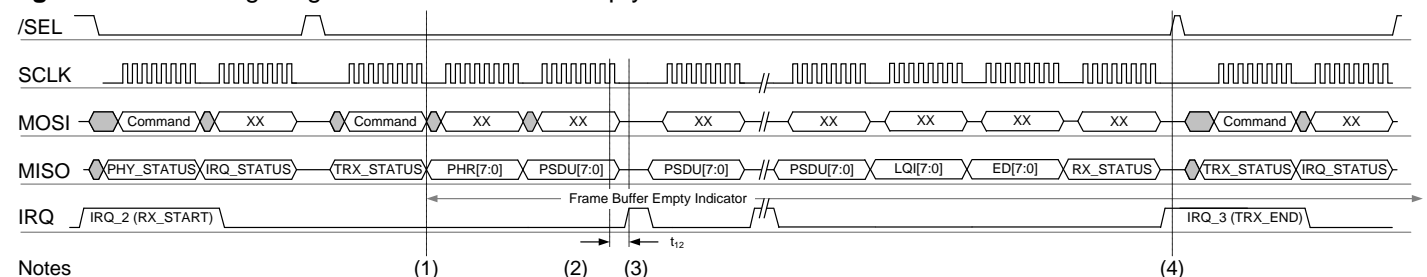 /SEL
SCLK
MOSI Command XX Command XX XX XX XX XX XX XX Command XX
MISO PHY_STATUS IRQ_STATUS TRX_STATUS PHR[7:0] PSDU[7:0] PSDU[7:0] PSDU[7:0] LQI[7:0] ED[7:0] RX_STATUS TRX_STATUS IRQ_STATUS
Frame Buffer Empty Indicator
IRQ IRQ_2 (RX_START) IRQ_3 (TRX_END)
t12
Notes (1) (2) (3) (4)